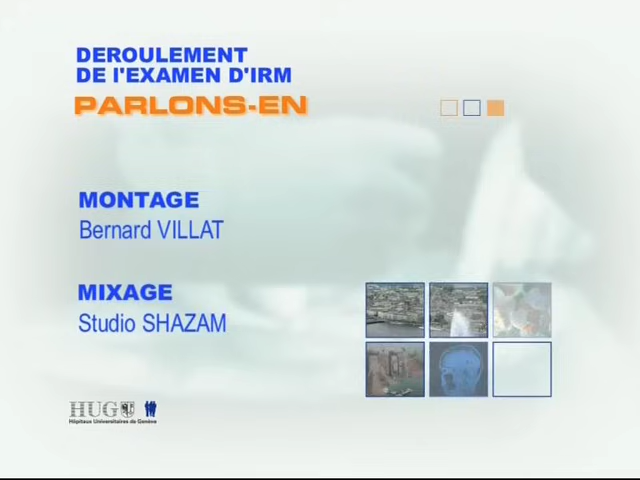 DEROULEMENT
DE l'EXAMEN D'IRM
PARLONS-EN
MONTAGE
Bernard VILLAT
MIXAGE
Studio SHAZAM
HUG
Hôpitaux Universitaires de Genève